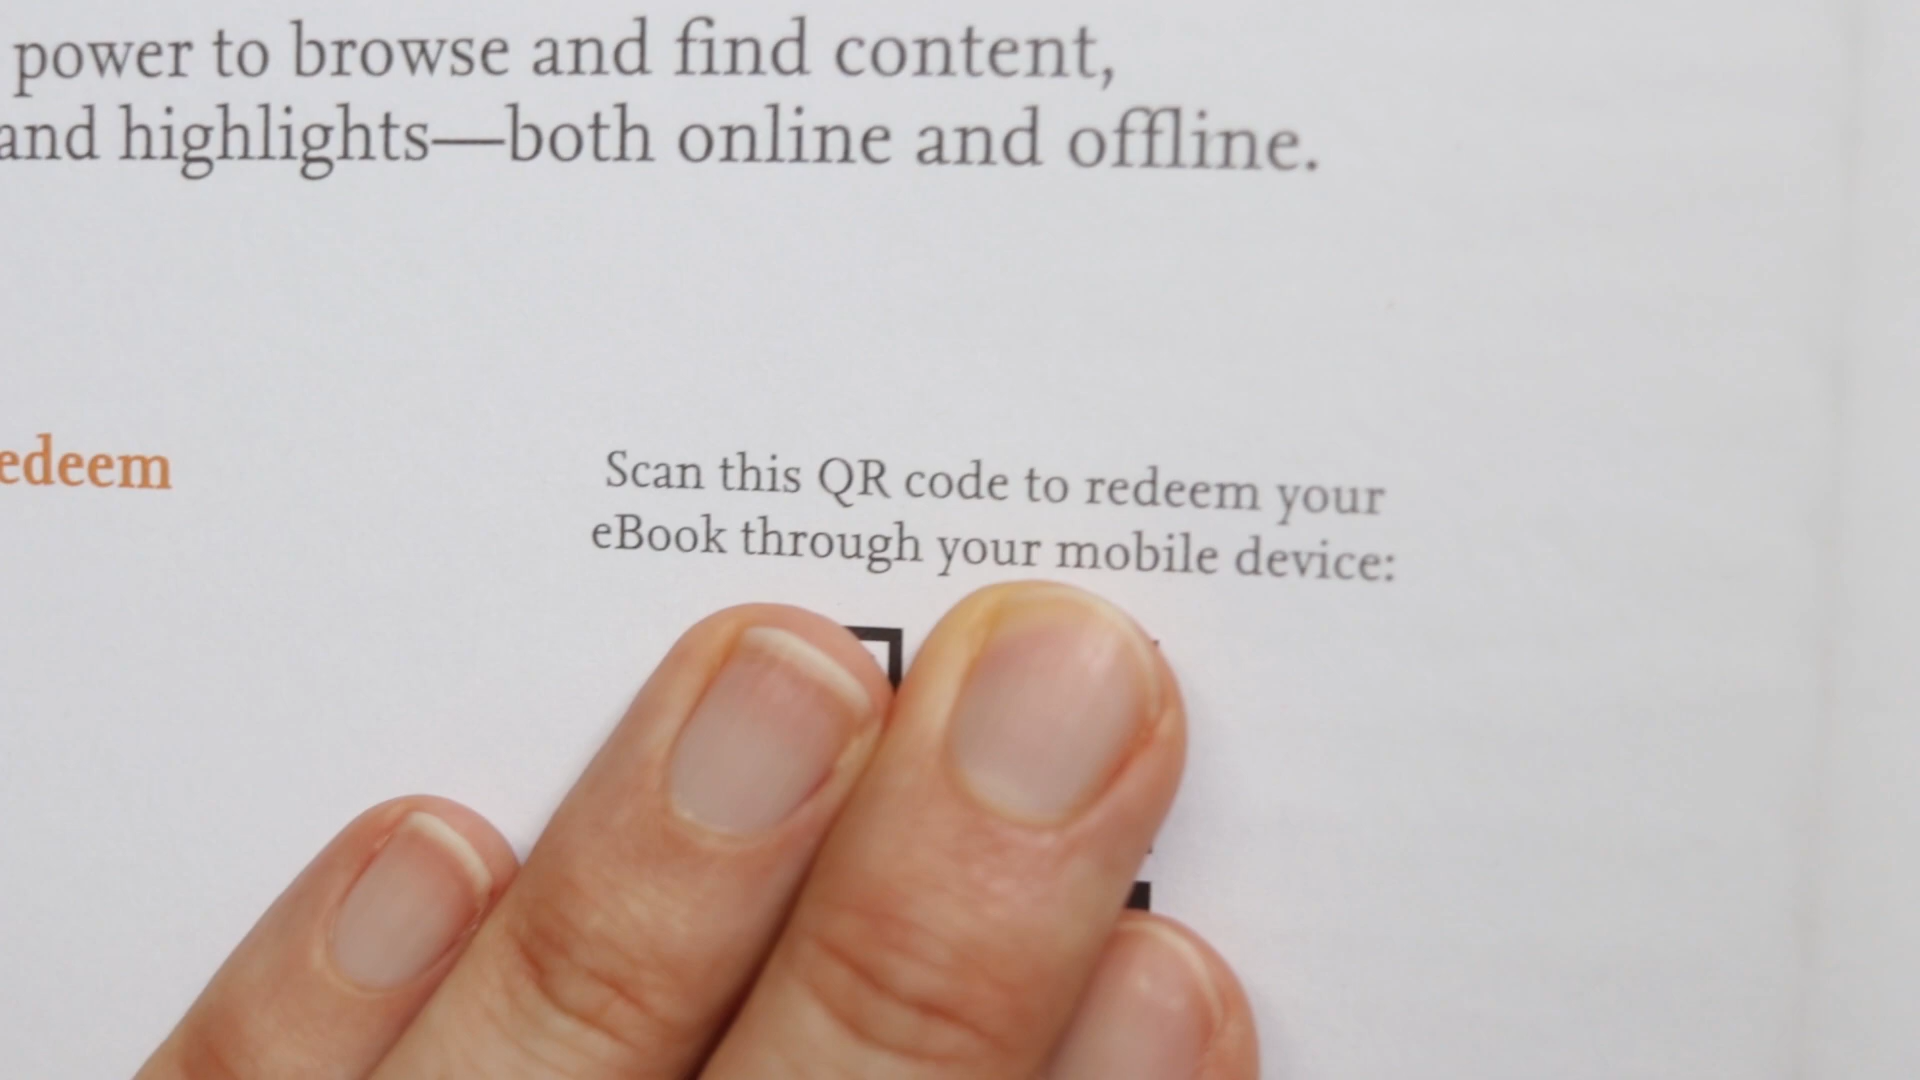 power to browse and find content,
and highlights—both online and offline.
edeem
Scan this QR code to redeem your
eBook through your mobile device: